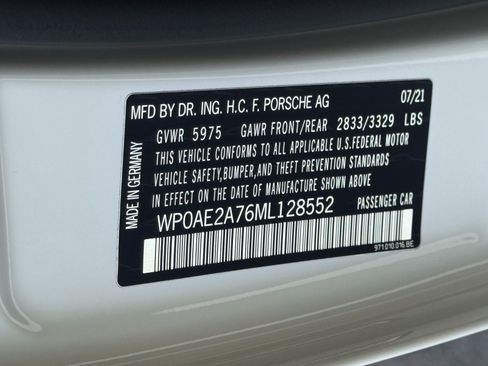 MFD BY DR. ING. H.C. F. PORSCHE AG 07/21
GVWR 5975 GAWR FRONT/REAR 2833/3329 LBS
THIS VEHICLE CONFORMS TO ALL APPLICABLE U.S.FEDERAL MOTOR
VEHICLE SAFETY,BUMPER,AND THEFT PREVENTION STANDARDS
IN EFFECT ON THE DATE OF MANUFACTURE SHOWN ABOVE
WP0AE2A76ML128552 PASSENGER CAR
971.010.016 BE
MADE IN GERMANY